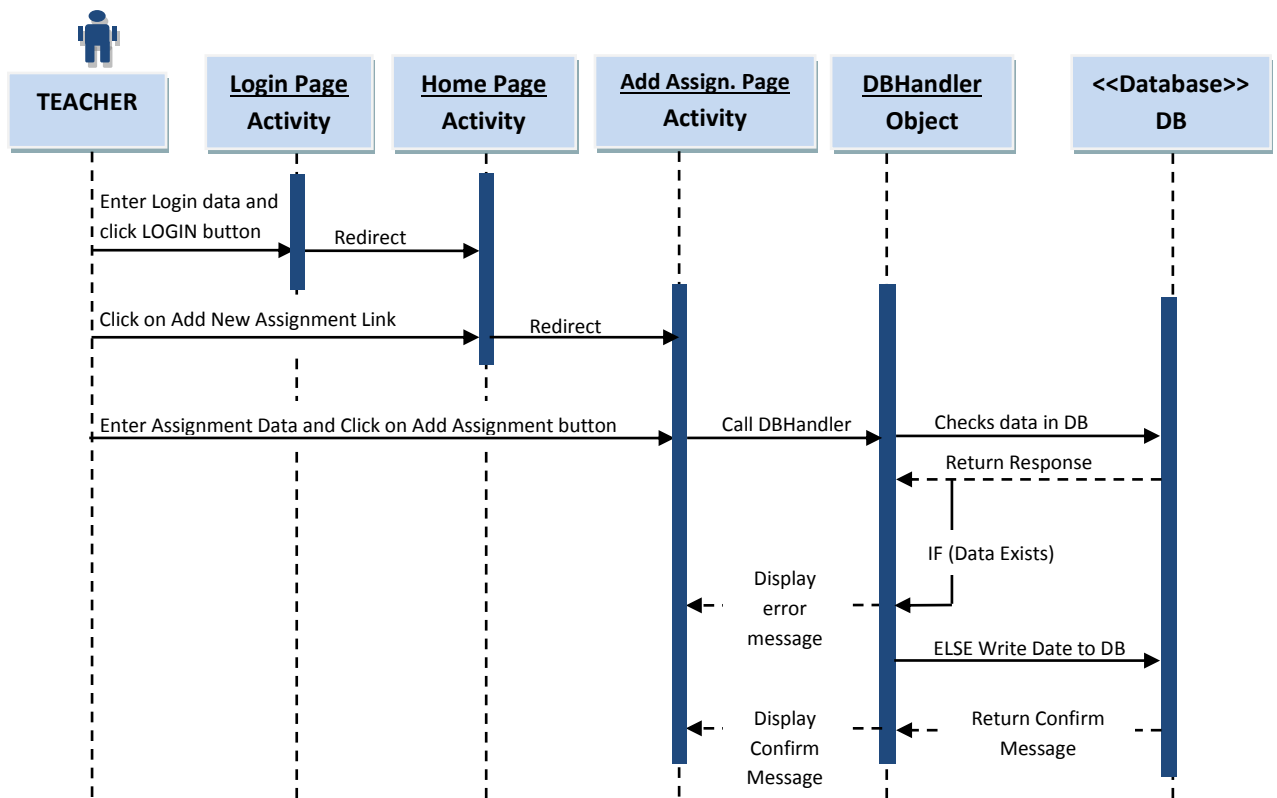 TEACHER
Login Page
Activity
Home Page
Activity
Add Assign. Page
Activity
DBHandler
Object
<<Database>>
DB
Enter Login data and
click LOGIN button
Redirect
Click on Add New Assignment Link
Redirect
Enter Assignment Data and Click on Add Assignment button
Call DBHandler
Checks data in DB
Return Response
IF (Data Exists)
Display
error
message
ELSE Write Date to DB
Display
Confirm
Message
Return Confirm
Message